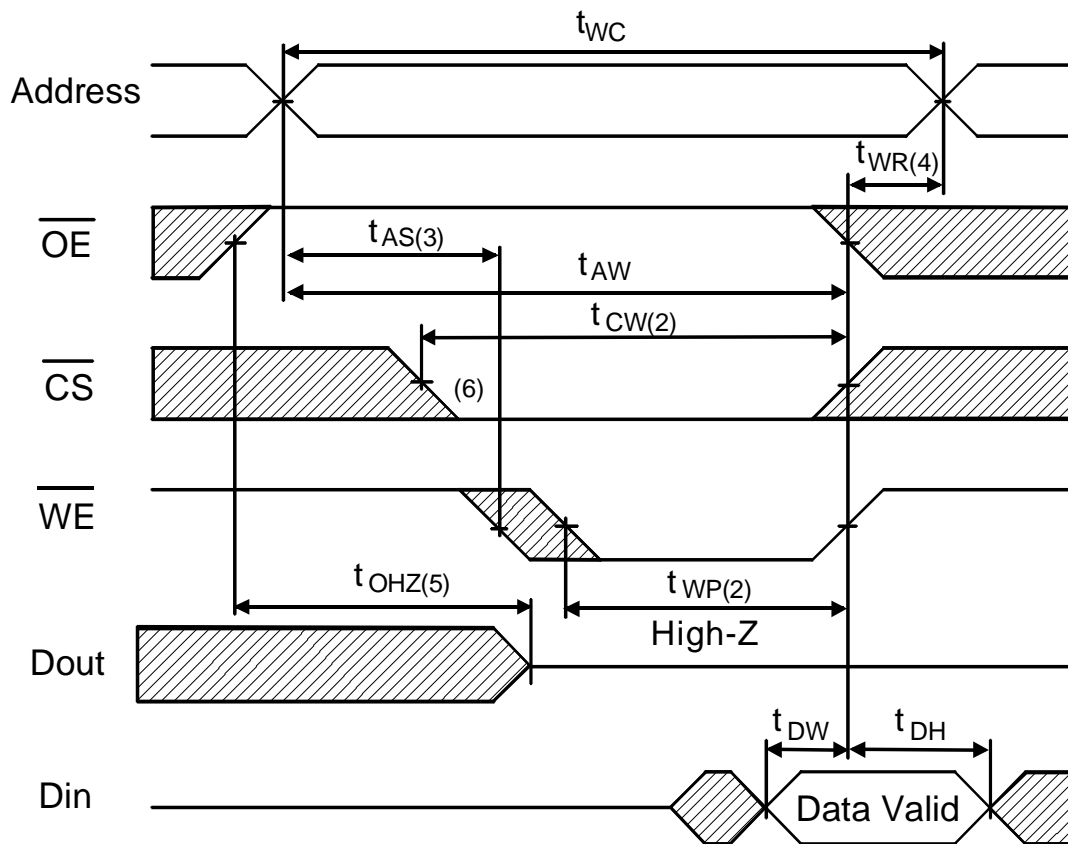 tWC
Address
tWR(4)
OE
tAS(3)
tAW
tCW(2)
CS
(6)
WE
tOHZ(5)
tWP(2)
High-Z
Dout
tDW
tDH
Din
Data Valid